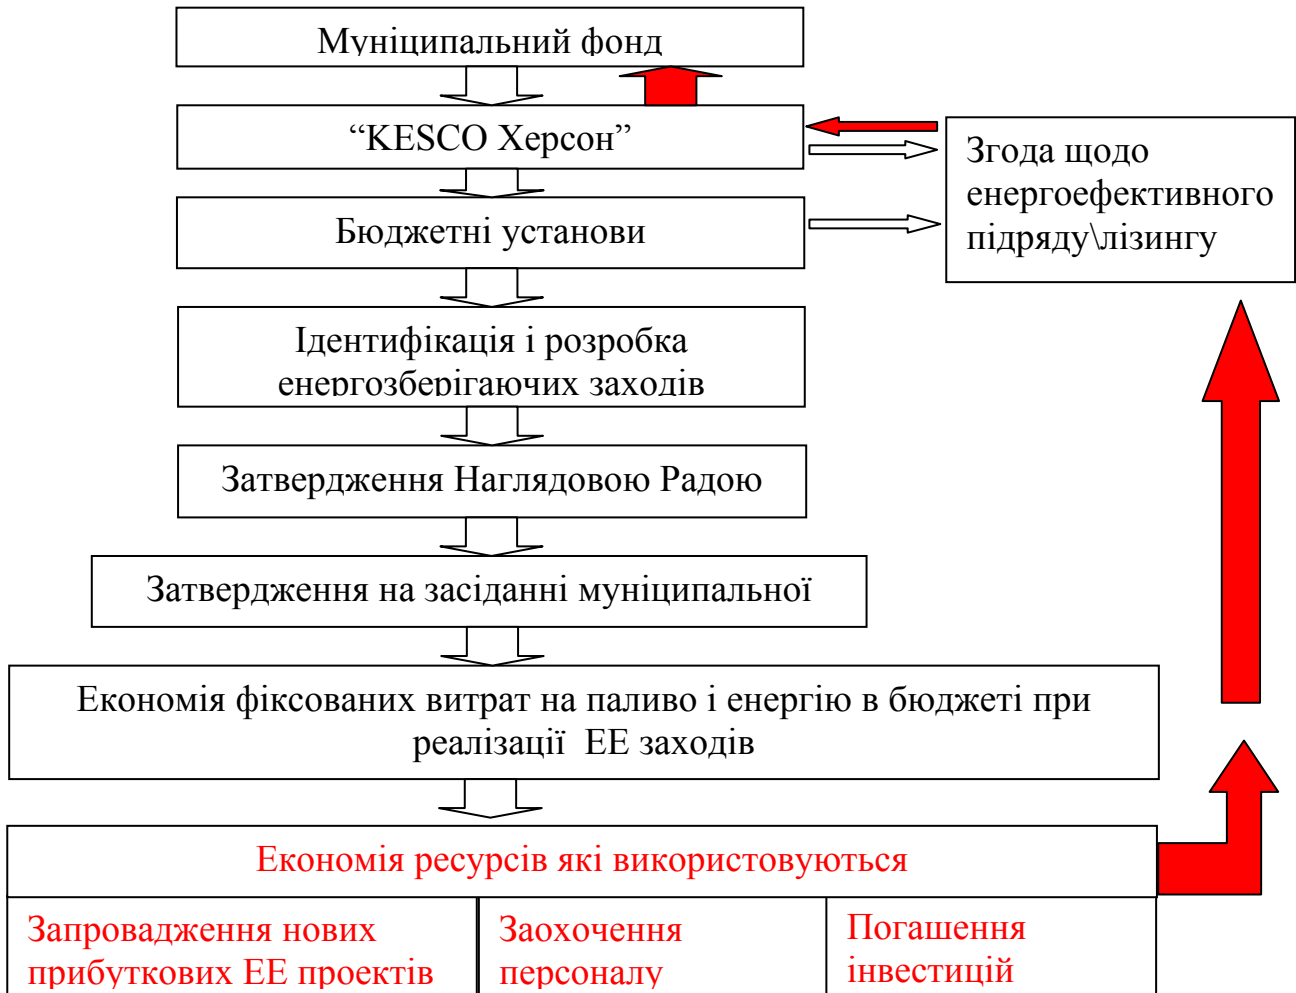 Муніципальний фонд
“KESCO Херсон”
Згода щодо
енергоефективного
підряду\лізингу
Бюджетні установи
Ідентифікація і розробка
енергозберігаючих заходів
Затвердження Наглядовою Радою
Затвердження на засіданні муніципальної
Економія фіксованих витрат на паливо і енергію в бюджеті при
реалізації ЕЕ заходів
Економія ресурсів які використовуються
Запровадження нових
прибуткових ЕЕ проектів
Заохочення
персоналу
Погашення
інвестицій